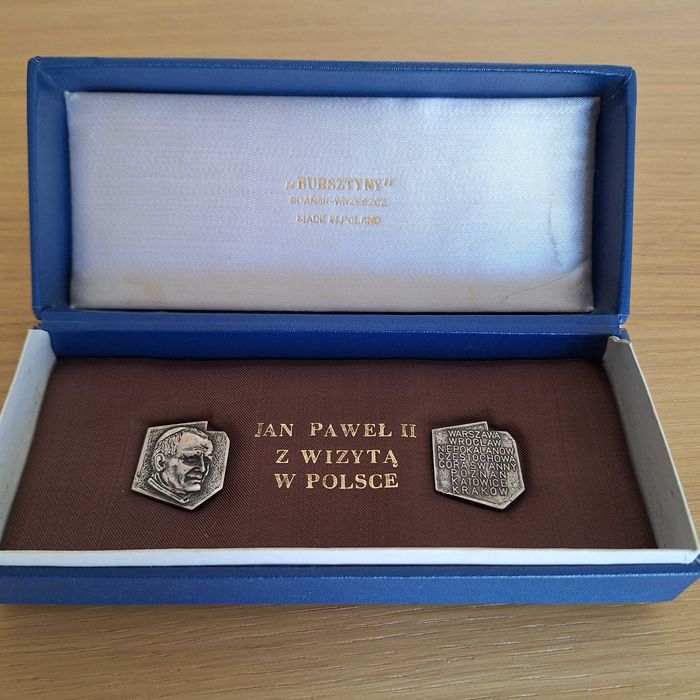 „BURSZTYNY"
GDAŃSK-WRZESZCZ
MADE IN POLAND
JAN PAWEŁ II
Z WIZYTĄ
W POLSCE
WARSZAWA
WROCŁAW
NIEPOKALANÓW
CZĘSTOCHOWA
GÓRA ŚW ANNY
POZNAŃ
KATOWICE
KRAKÓW